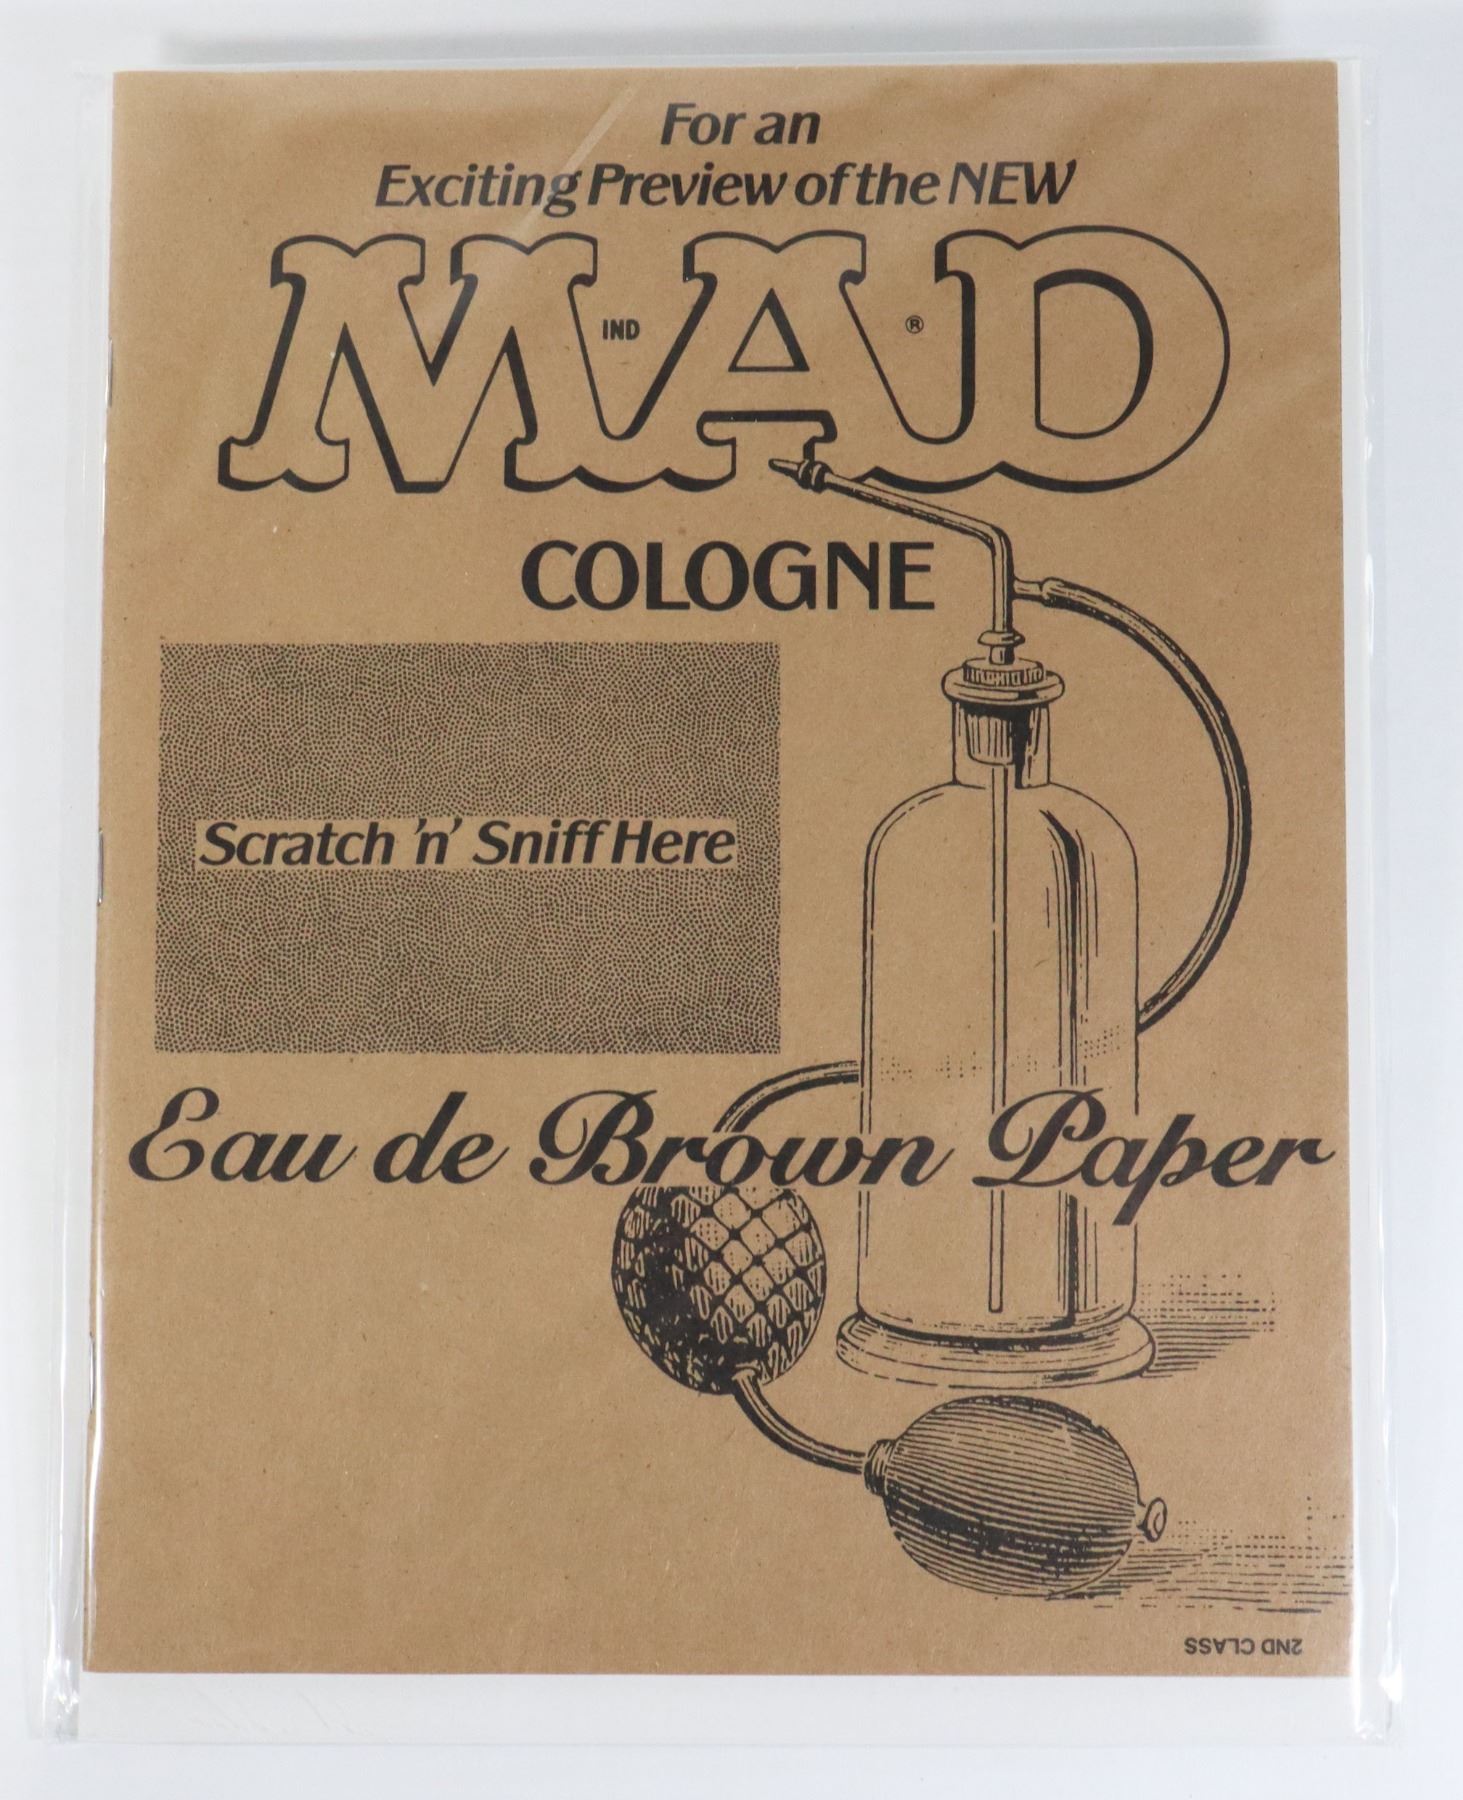 For an
Exciting Preview of the NEW
MAD
IND
®
COLOGNE
Scratch 'n' Sniff Here
Eau de Brown Paper
2ND CLASS